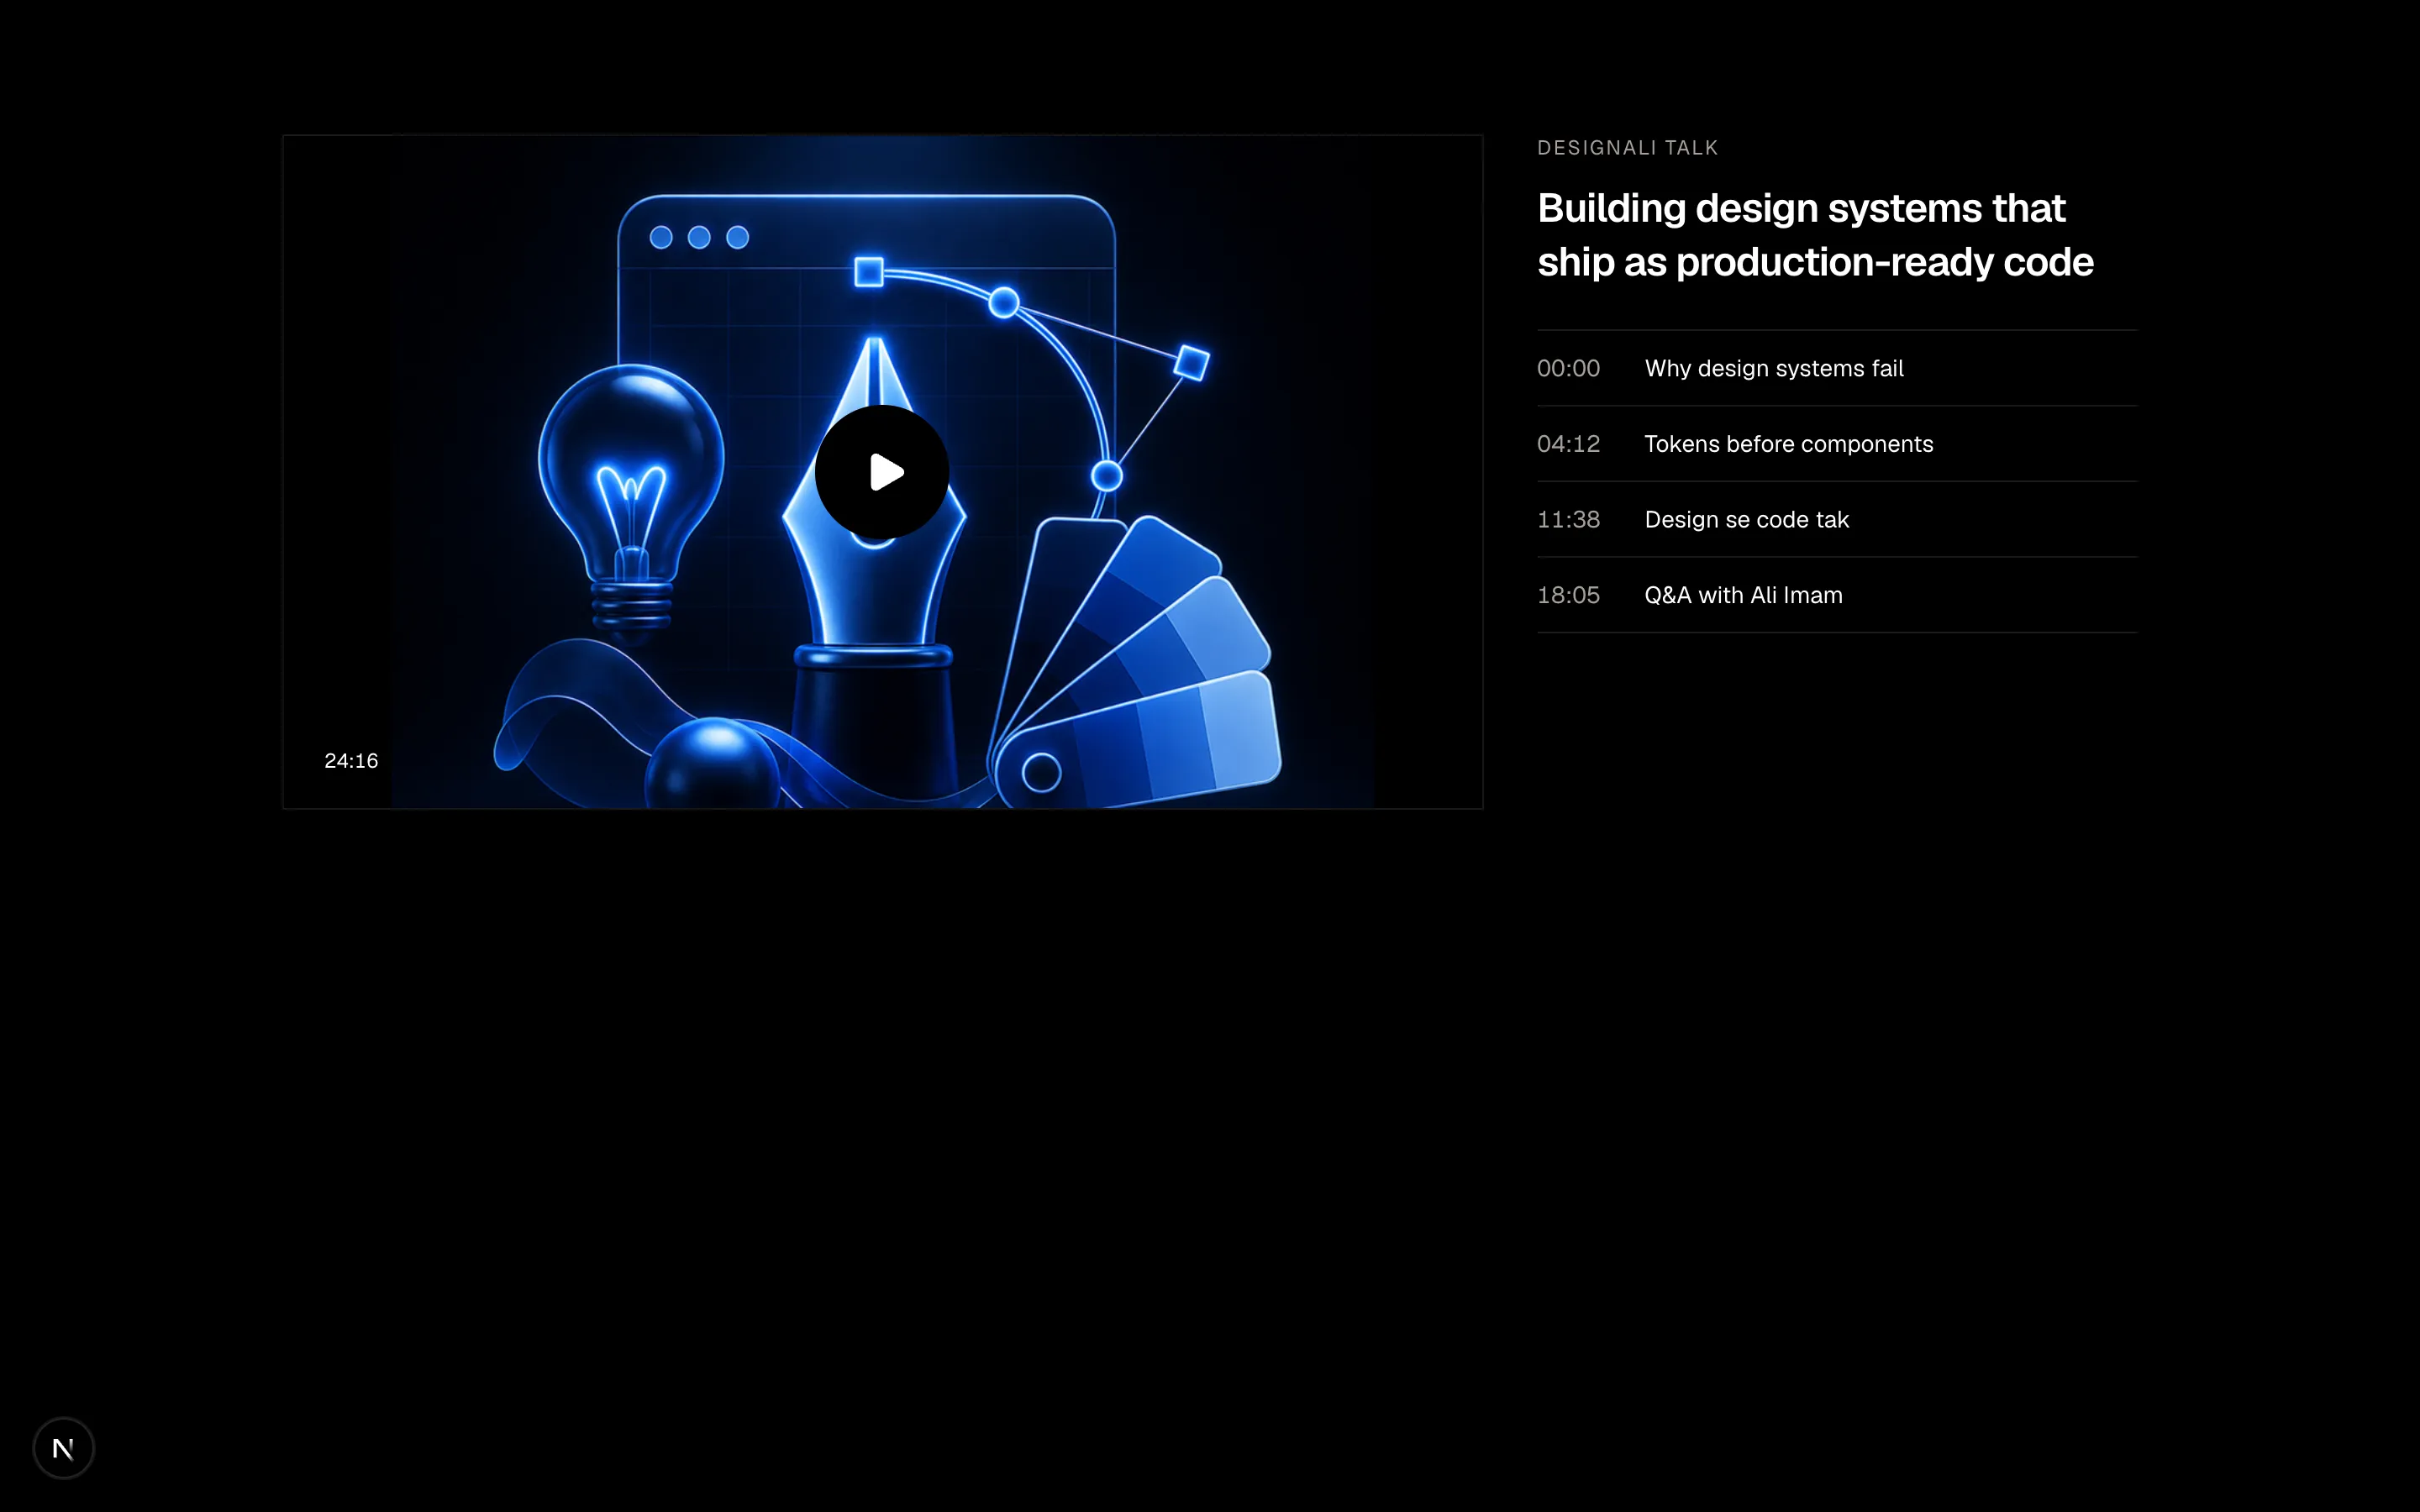 DESIGNALI TALK
Building design systems that
ship as production-ready code
00:00 Why design systems fail
04:12 Tokens before components
11:38 Design se code tak
18:05 Q&A with Ali Imam
24:16
N